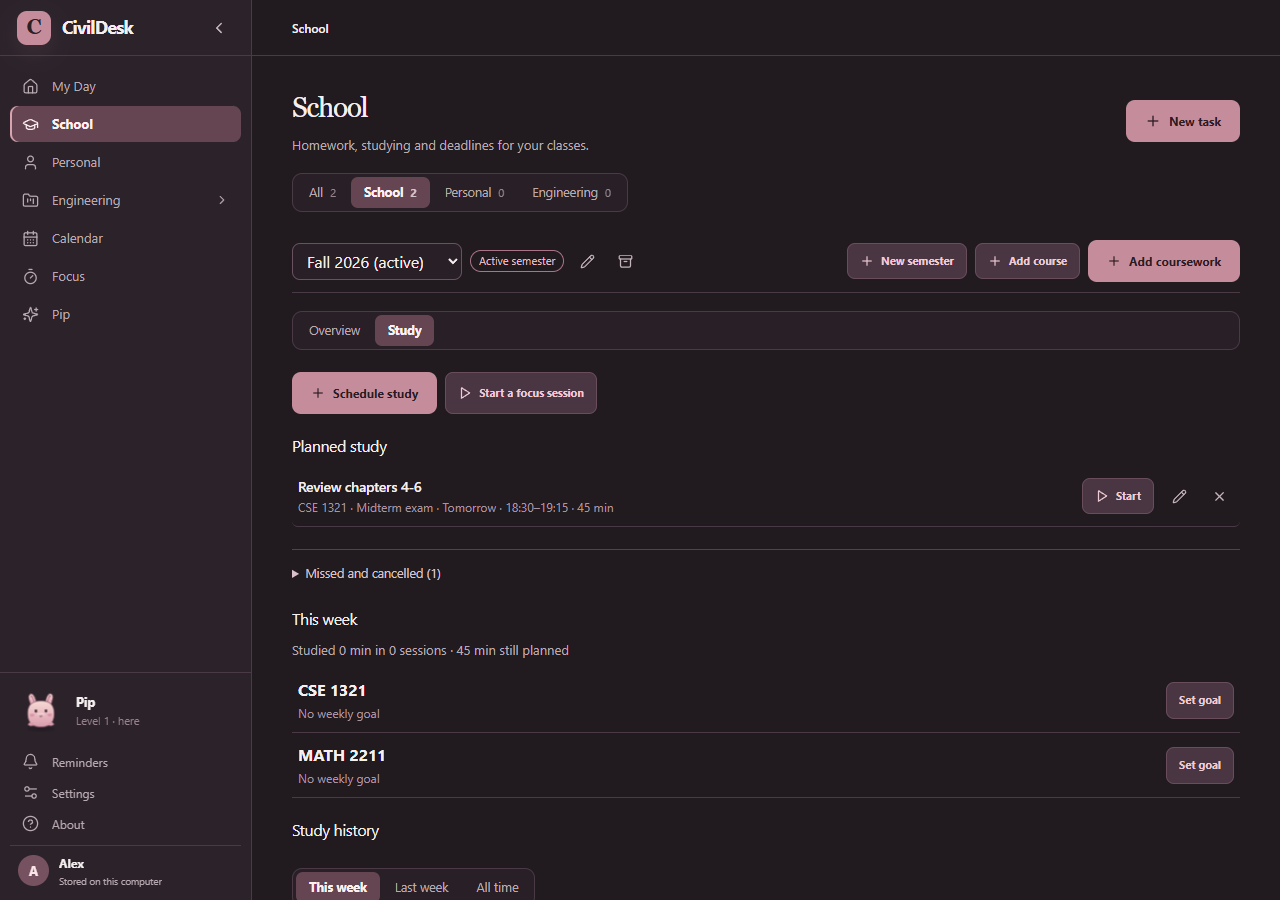 C CivilDesk
School
My Day
School
Personal
Engineering
Calendar
Focus
Pip
Pip
Level 1 · here
Reminders
Settings
About
A
Alex
Stored on this computer
School
Homework, studying and deadlines for your classes.
New task
All 2 School 2 Personal 0 Engineering 0
Fall 2026 (active) Active semester New semester Add course Add coursework
Overview Study
Schedule study Start a focus session
Planned study
Review chapters 4-6
CSE 1321 · Midterm exam · Tomorrow · 18:30–19:15 · 45 min
Start
Missed and cancelled (1)
This week
Studied 0 min in 0 sessions · 45 min still planned
CSE 1321
No weekly goal
Set goal
MATH 2211
No weekly goal
Set goal
Study history
This week Last week All time